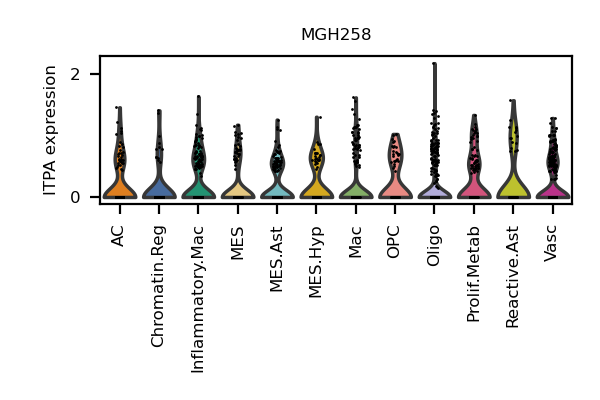 MGH258
ITPA expression
2
0
AC
Chromatin.Reg
Inflammatory.Mac
MES
MES.Ast
MES.Hyp
Mac
OPC
Oligo
Prolif.Metab
Reactive.Ast
Vasc